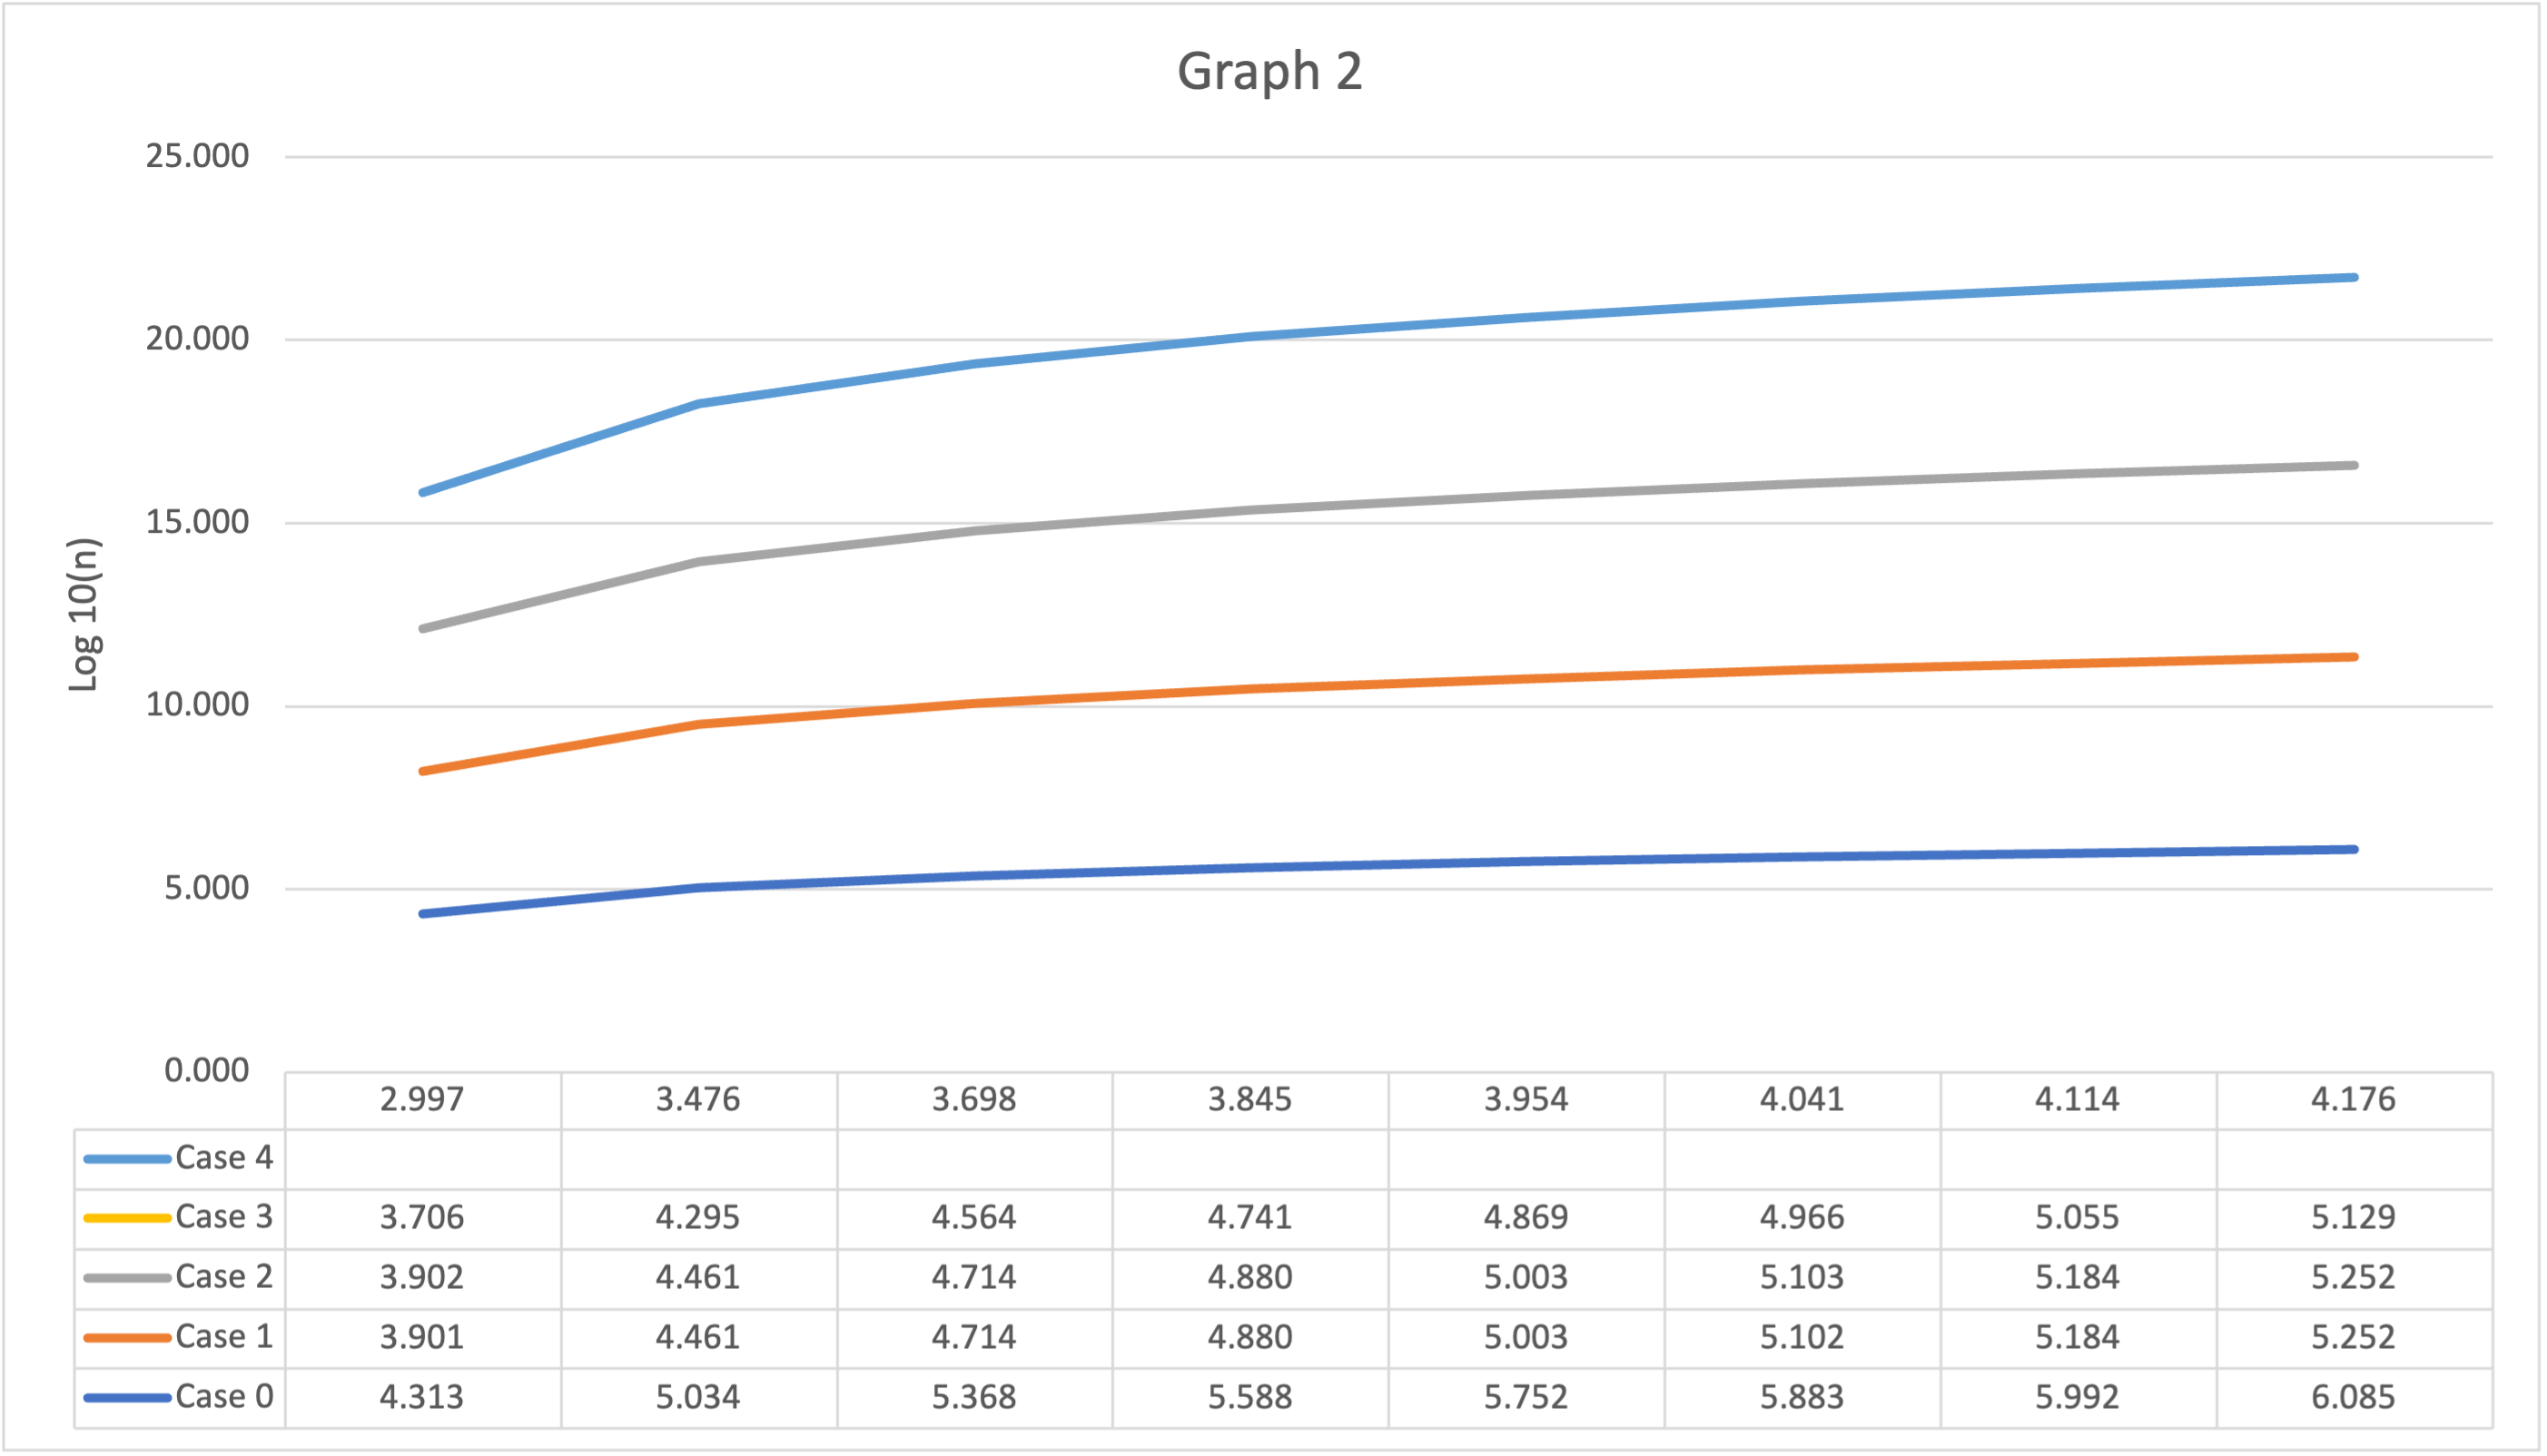 Graph 2
25.000
20.000
15.000
10.000
5.000
0.000
Log 10(n)
2.997 3.476 3.698 3.845 3.954 4.041 4.114 4.176
Case 4
Case 3 3.706 4.295 4.564 4.741 4.869 4.966 5.055 5.129
Case 2 3.902 4.461 4.714 4.880 5.003 5.103 5.184 5.252
Case 1 3.901 4.461 4.714 4.880 5.003 5.102 5.184 5.252
Case 0 4.313 5.034 5.368 5.588 5.752 5.883 5.992 6.085